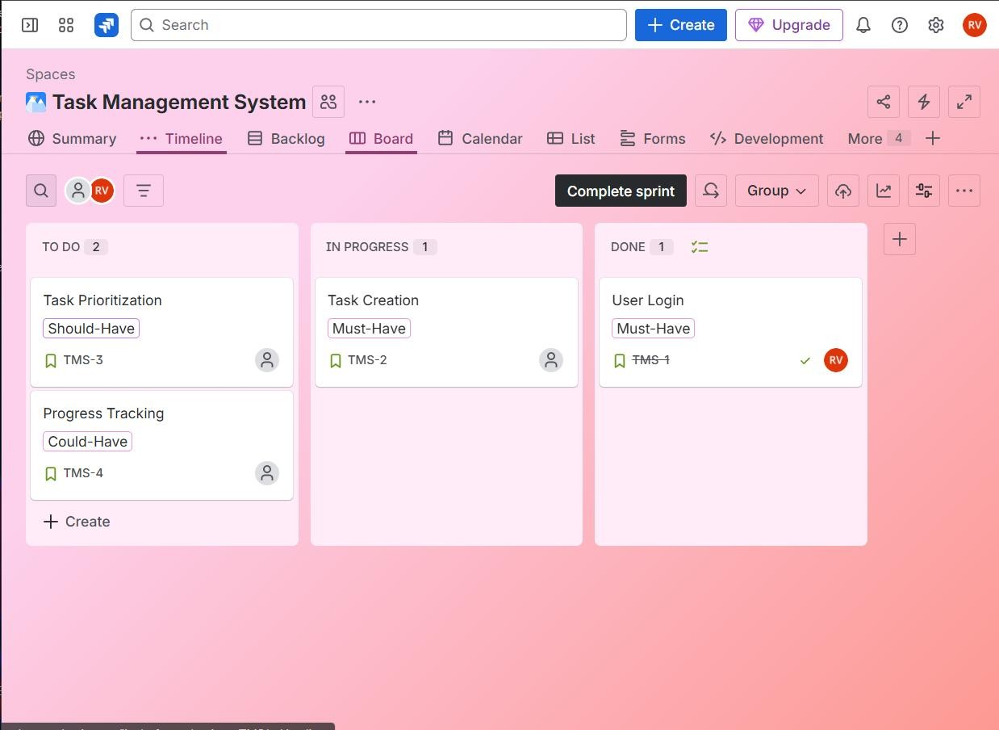 Search
Create
Upgrade
RV
Spaces
Task Management System
Summary
Timeline
Backlog
Board
Calendar
List
Forms
Development
More 4
RV
Complete sprint
Group
TO DO 2
IN PROGRESS 1
DONE 1
Task Prioritization
Should-Have
TMS-3
Task Creation
Must-Have
TMS-2
User Login
Must-Have
TMS-1
RV
Progress Tracking
Could-Have
TMS-4
Create